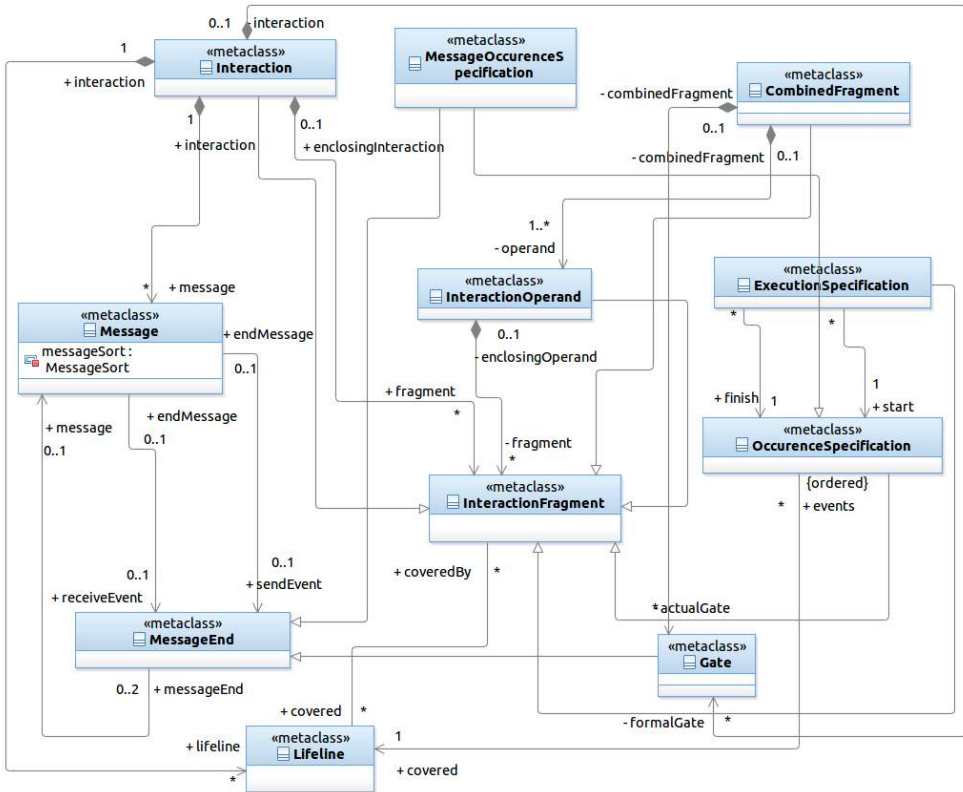 0..1
- interaction
1
+ interaction
«metaclass»
Interaction
«metaclass»
MessageOccurenceS
pecification
«metaclass»
CombinedFragment
- combinedFragment
0..1
1
+ interaction
0..1
+ enclosingInteraction
- combinedFragment
0..1
1..*
- operand
* + message
«metaclass»
InteractionOperand
«metaclass»
ExecutionSpecification
«metaclass»
Message
messageSort :
MessageSort
+ endMessage
0..1
0..1
- enclosingOperand
*
*
+ fragment
*
+ finish
1
1
+ start
+ message
0..1
+ endMessage
0..1
- fragment
*
«metaclass»
OccurenceSpecification
{ordered}
* + events
«metaclass»
InteractionFragment
+ coveredBy
*
0..1
+ receiveEvent
0..1
+ sendEvent
* - actualGate
«metaclass»
MessageEnd
«metaclass»
Gate
0..2
+ messageEnd
+ covered
*
- formalGate
*
+ lifeline
*
«metaclass»
Lifeline
1
+ covered